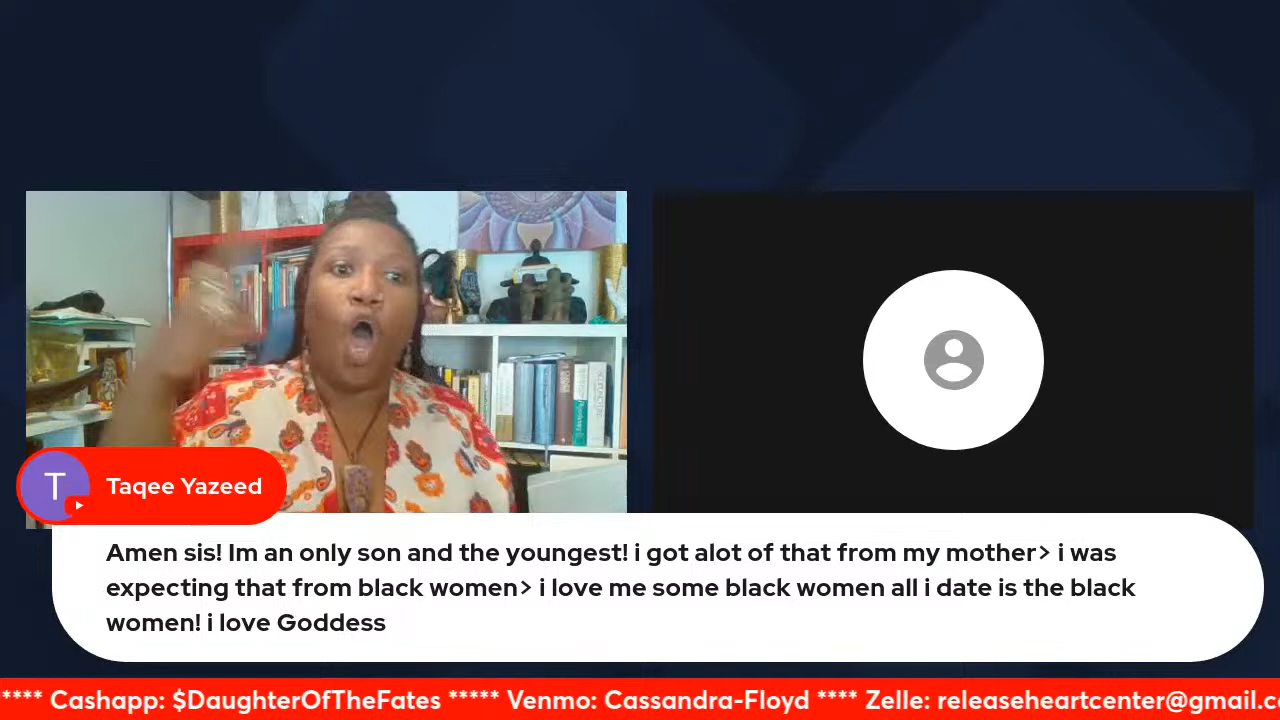 T
Taqee Yazeed
Amen sis! Im an only son and the youngest! i got alot of that from my mother> i was
expecting that from black women> i love me some black women all i date is the black
women! i love Goddess
**** Cashapp: $DaughterOfTheFates ***** Venmo: Cassandra-Floyd **** Zelle: releaseheartcenter@gmail.c